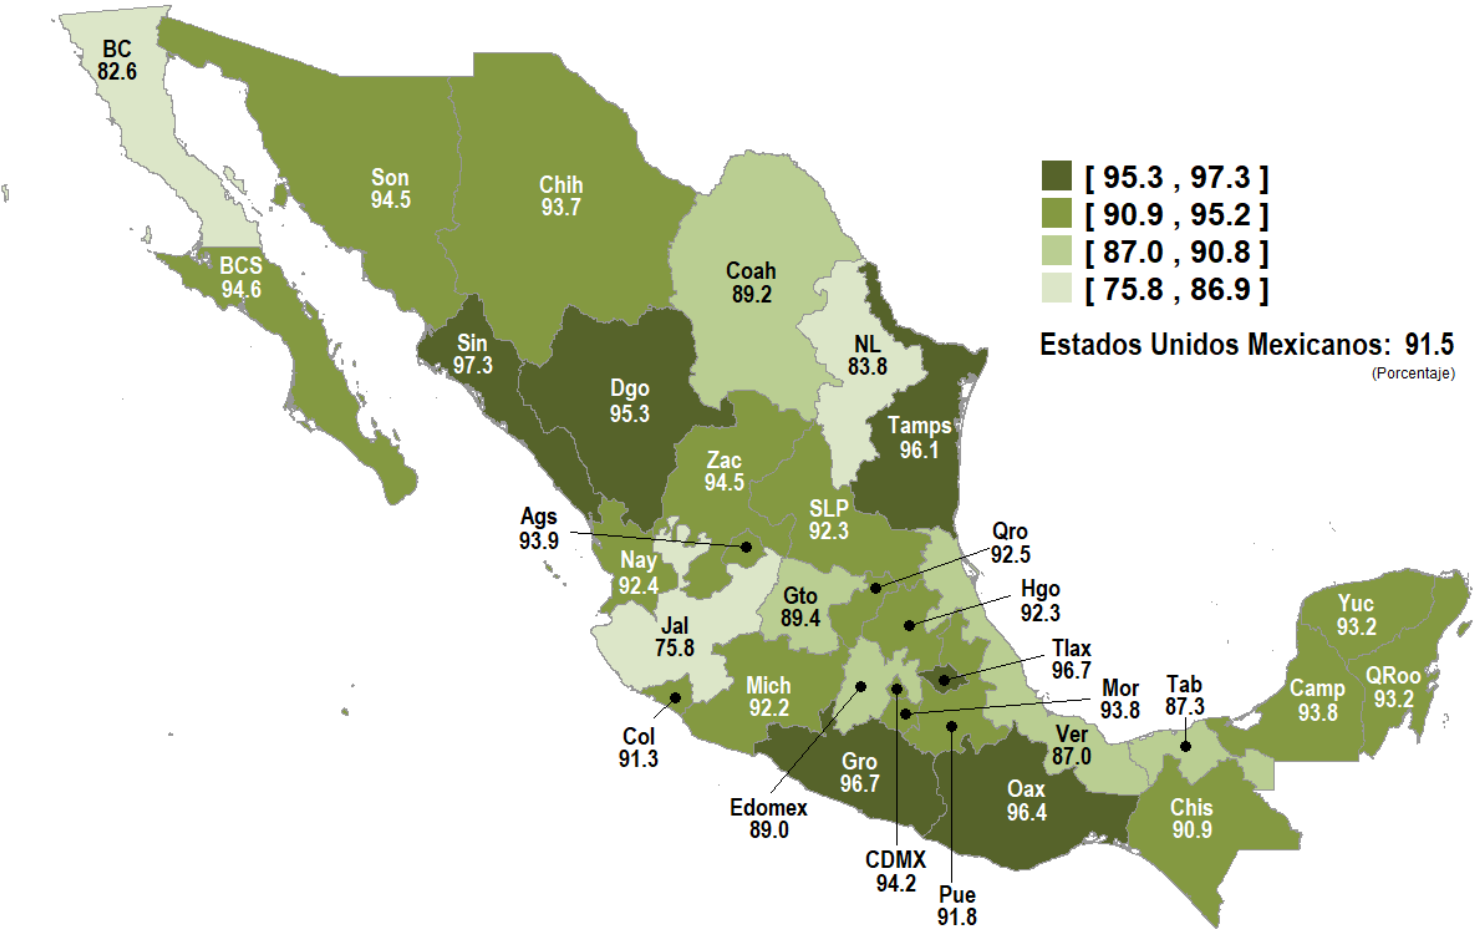 BC
82.6
Son
94.5
Chih
93.7
BCS
94.6
Coah
89.2
[ 95.3 , 97.3 ]
[ 90.9 , 95.2 ]
[ 87.0 , 90.8 ]
[ 75.8 , 86.9 ]
Estados Unidos Mexicanos: 91.5
(Porcentaje)
Sin
97.3
Dgo
95.3
NL
83.8
Tamps
96.1
Zac
94.5
SLP
92.3
Ags
93.9
Nay
92.4
Qro
92.5
Hgo
92.3
Gto
89.4
Jal
75.8
Tlax
96.7
Mich
92.2
Mor
93.8
Tab
87.3
Yuc
93.2
QRoo
93.2
Camp
93.8
Col
91.3
Ver
87.0
Gro
96.7
Oax
96.4
Chis
90.9
Edomex
89.0
CDMX
94.2
Pue
91.8